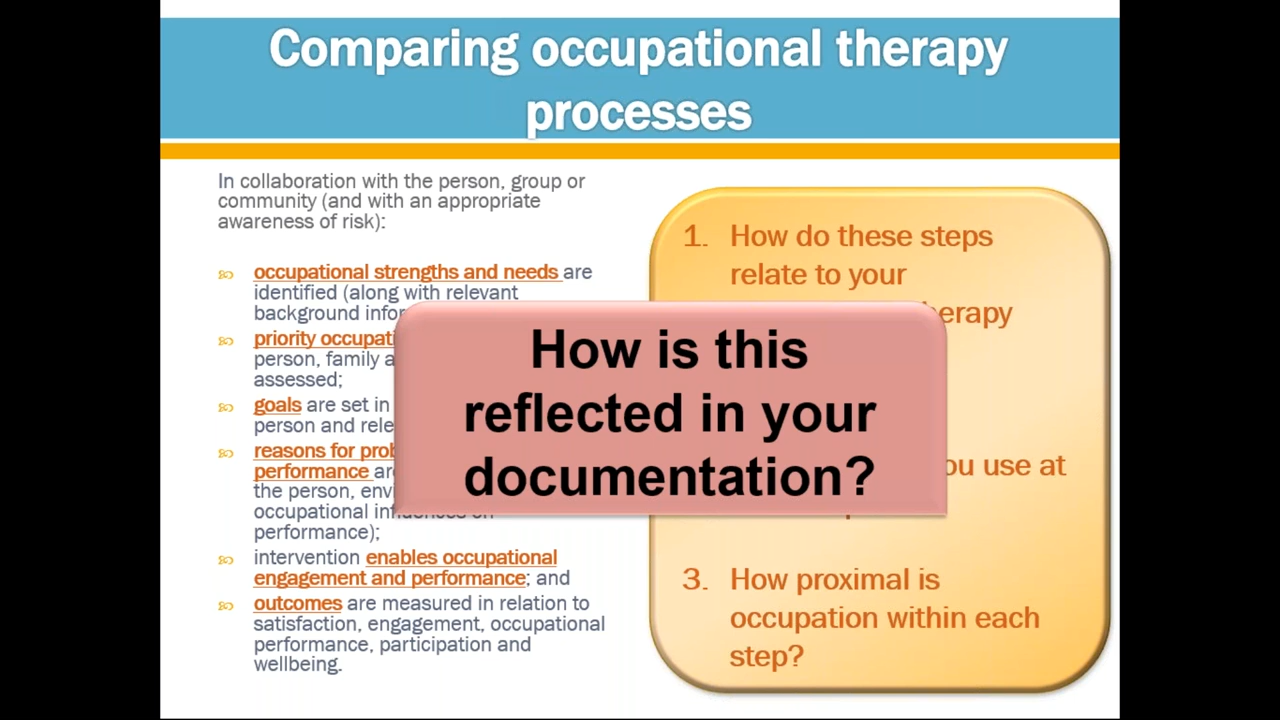 Comparing occupational therapy
processes
In collaboration with the person, group or
community (and with an appropriate
awareness of risk):
occupational strengths and needs are
identified (along with relevant
background
priority
person, family
assessed;
goals are set in
person and
reasons for
performance
the person,
occupational
performance);
intervention enables occupational
engagement and performance; and
outcomes are measured in relation to
satisfaction, engagement, occupational
performance, participation and
wellbeing.
1. How do these steps
relate to your
How is this
reflected in your
documentation?
use at
3. How proximal is
occupation within each
step?